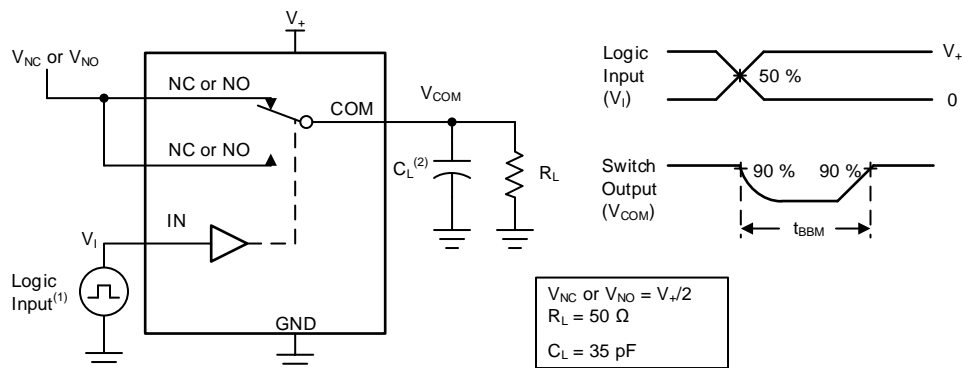 V+
VNC or VNO
NC or NO
COM
VCOM
NC or NO
CL(2)
RL
IN
VI
Logic
Input(1)
GND
Logic
Input
(VI)
50 %
V+
0
Switch
Output
(VCOM)
90 %
90 %
tBBM
VNC or VNO = V+/2
RL = 50 Ω
CL = 35 pF